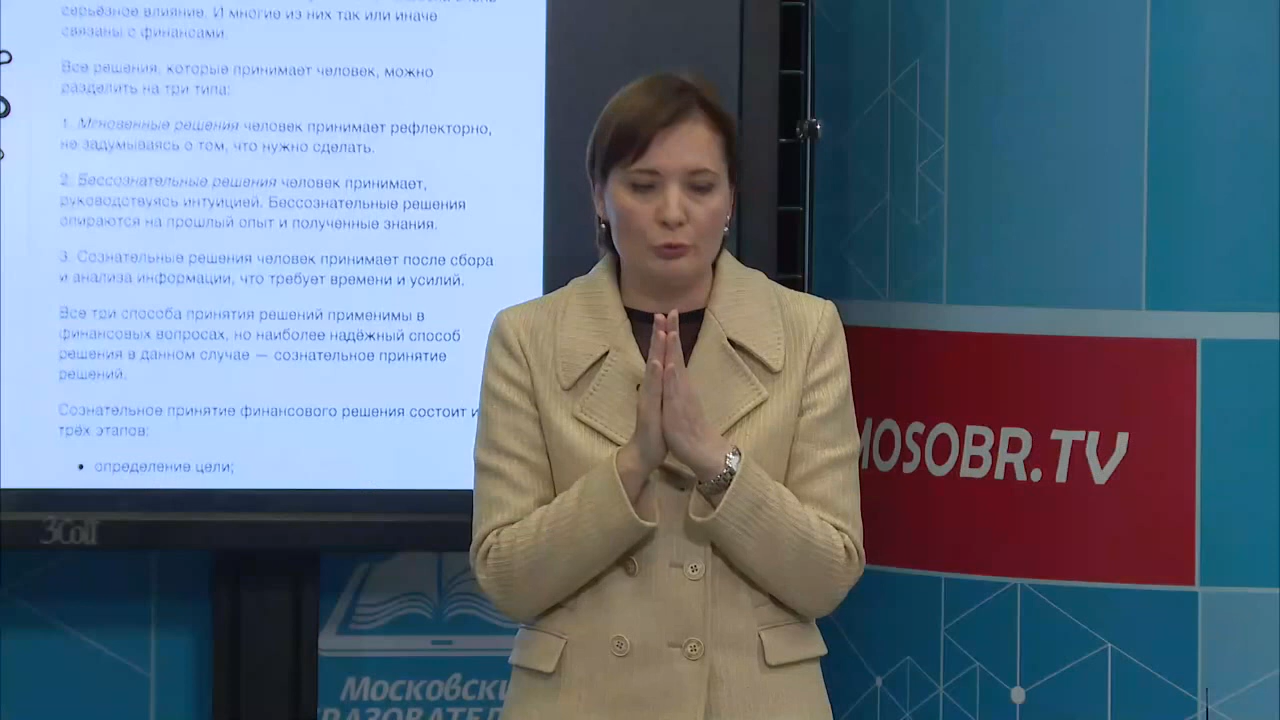 серьёзное влияние. И многие из них так или иначе
связаны с финансами.
Все решения, которые принимает человек, можно
разделить на три типа:
1. Мгновенные решения человек принимает рефлекторно,
не задумываясь о том, что нужно сделать.
2. Бессознательные решения человек принимает,
руководствуясь интуицией. Бессознательные решения
опираются на прошлый опыт и полученные знания.
3. Сознательные решения человек принимает после сбора
и анализа информации, что требует времени и усилий.
Все три способа принятия решений применимы в
финансовых вопросах, но наиболее надёжный способ
решения в данном случае — сознательное принятие
решений.
Сознательное принятие финансового решения состоит и
трёх этапов:
• определение цели;
MOSOBR.TV
Московски
РАЗОВАТЕЛ